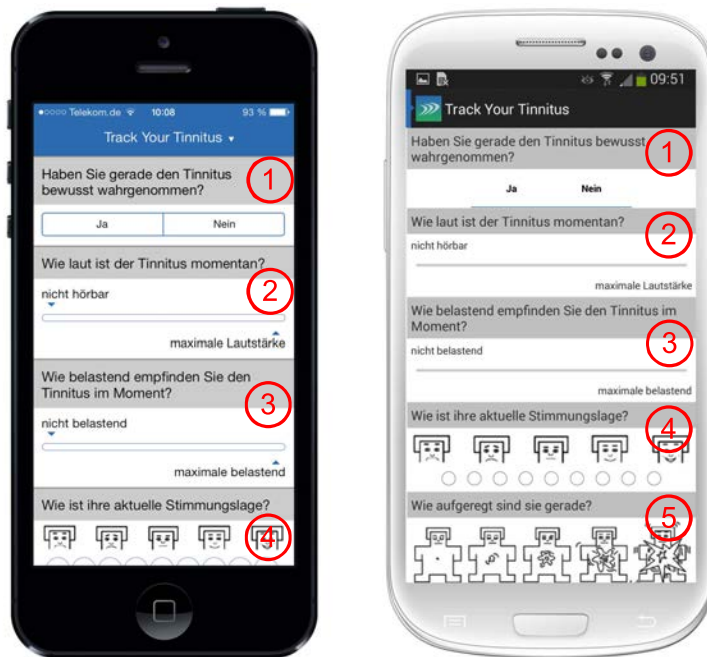 Telekom.de 10:08 93 %
Track Your Tinnitus
Haben Sie gerade den Tinnitus
bewusst wahrgenommen?
1
Ja Nein
Wie laut ist der Tinnitus momentan?
nicht hörbar
2
maximale Lautstärke
Wie belastend empfinden Sie den
Tinnitus im Moment?
3
nicht belastend
maximale belastend
Wie ist ihre aktuelle Stimmungslage?
4
09:51
Track Your Tinnitus
Haben Sie gerade den Tinnitus bewusst
wahrgenommen?
1
Ja Nein
Wie laut ist der Tinnitus momentan?
2
nicht hörbar
maximale Lautstärke
Wie belastend empfinden Sie den Tinnitus im
Moment?
3
nicht belastend
maximale belastend
Wie ist ihre aktuelle Stimmungslage?
4
Wie aufgeregt sind sie gerade?
5